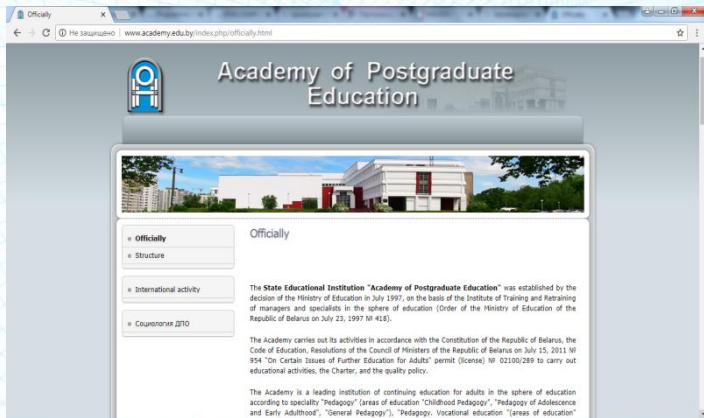 Officially
Не защищено | www.academy.edu.by/index.php/officially.html
Academy of Postgraduate
Education
Officially
Structure
International activity
Социология ДПО
Officially
The State Educational Institution "Academy of Postgraduate Education" was established by the
decision of the Ministry of Education in July 1997, on the basis of the Institute of Training and Retraining
of managers and specialists in the sphere of education (Order of the Ministry of Education of the
Republic of Belarus on July 23, 1997 № 418).
The Academy carries out its activities in accordance with the Constitution of the Republic of Belarus, the
Code of Education, Resolutions of the Council of Ministers of the Republic of Belarus on July 15, 2011 №
954 "On Certain Issues of Further Education for Adults" permit (license) № 02100/289 to carry out
educational activities, the Charter, and the quality policy.
The Academy is a leading institution of continuing education for adults in the sphere of education
according to speciality "Pedagogy" (areas of education "Childhood Pedagogy", "Pedagogy of Adolescence
and Early Adulthood", "General Pedagogy"), "Pedagogy. Vocational education "(areas of education"